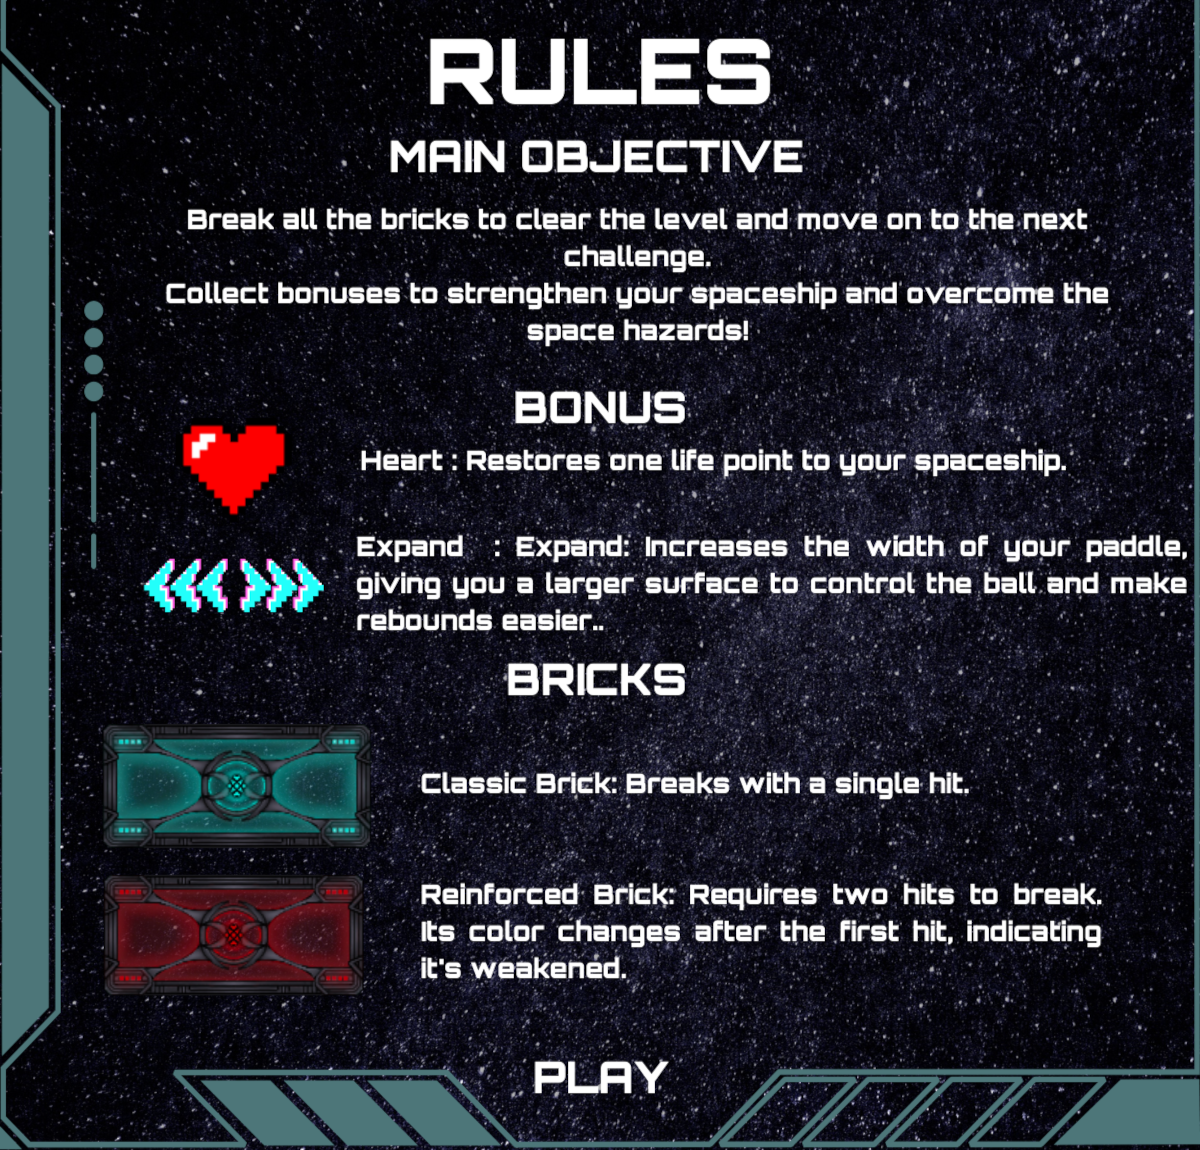 RULES
MAIN OBJECTIVE
Break all the bricks to clear the level and move on to the next
challenge.
Collect bonuses to strengthen your spaceship and overcome the
space hazards!
BONUS
Heart : Restores one life point to your spaceship.
Expand : Expand: Increases the width of your paddle,
giving you a larger surface to control the ball and make
rebounds easier..
BRICKS
Classic Brick: Breaks with a single hit.
Reinforced Brick: Requires two hits to break.
Its color changes after the first hit, indicating
it's weakened.
PLAY